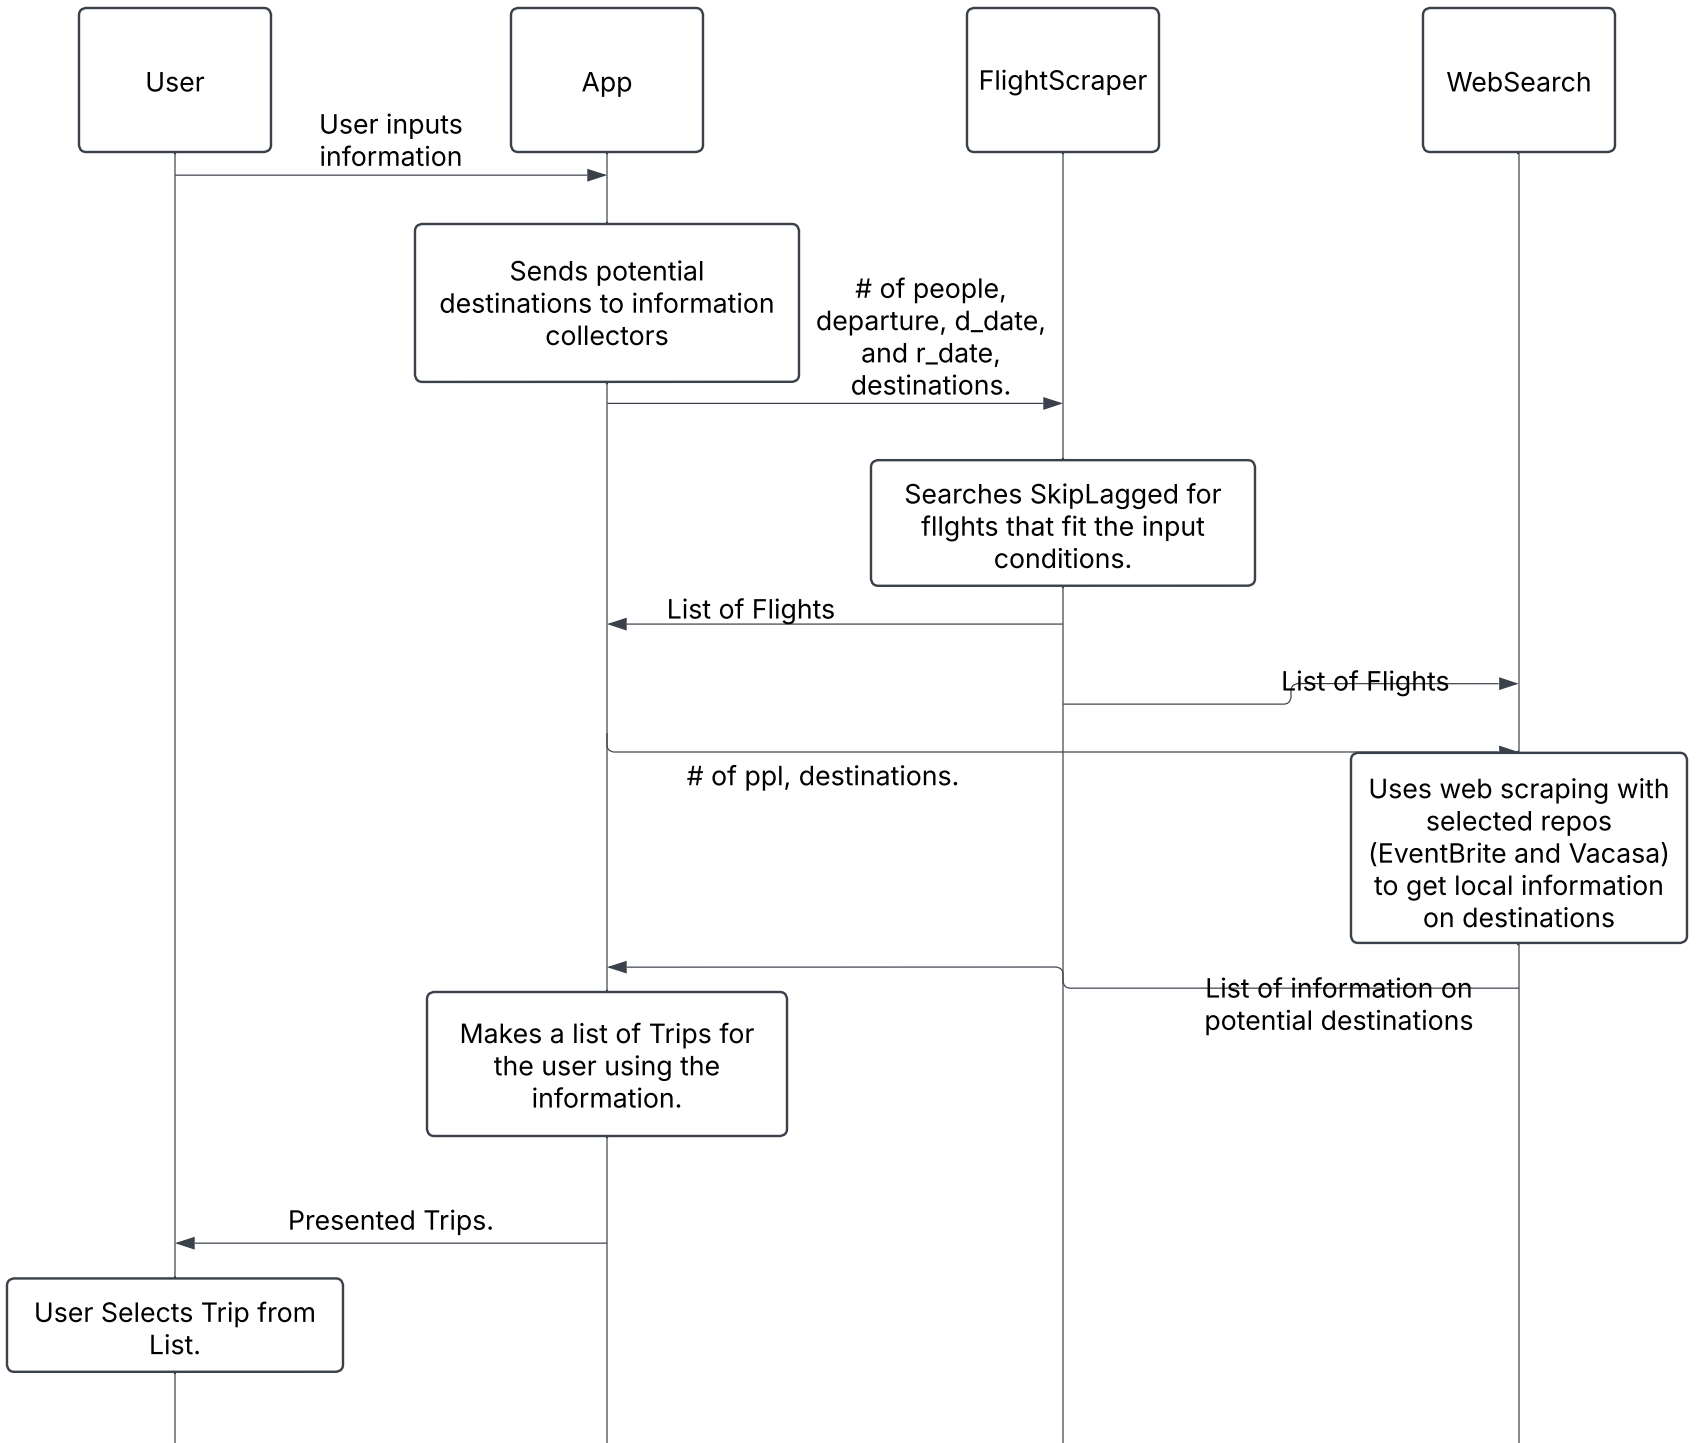 User
App
FlightScraper
WebSearch
User inputs
information
Sends potential
destinations to information
collectors
# of people,
departure, d_date,
and r_date,
destinations.
Searches SkipLagged for
flIghts that fit the input
conditions.
List of Flights
List of Flights
# of ppl, destinations.
Uses web scraping with
selected repos
(EventBrite and Vacasa)
to get local information
on destinations
List of information on
potential destinations
Makes a list of Trips for
the user using the
information.
Presented Trips.
User Selects Trip from
List.